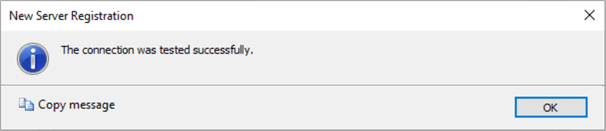 New Server Registration
The connection was tested successfully.
Copy message
OK